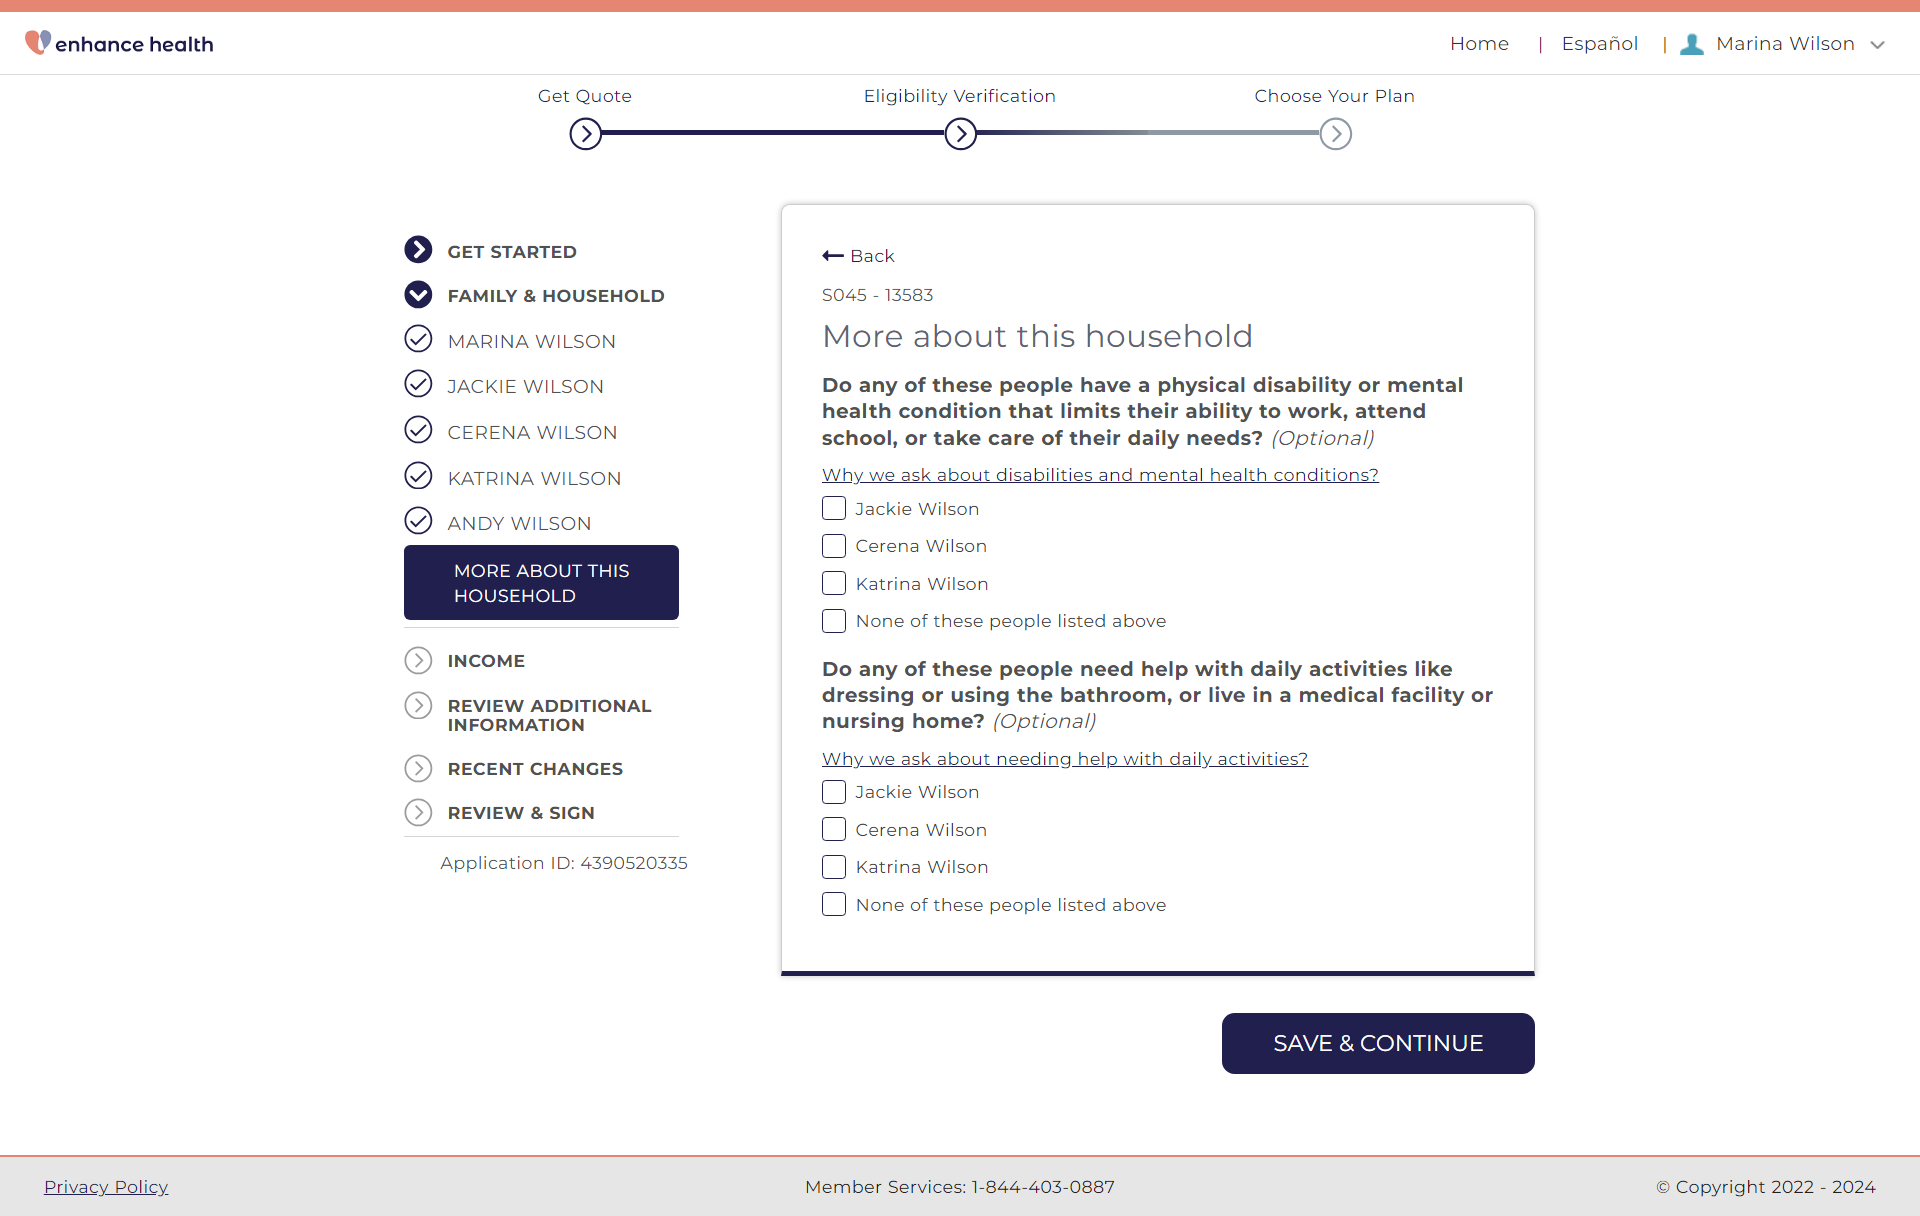 enhance health
Home | Español | Marina Wilson
Get Quote
Eligibility Verification
Choose Your Plan
GET STARTED
FAMILY & HOUSEHOLD
MARINA WILSON
JACKIE WILSON
CERENA WILSON
KATRINA WILSON
ANDY WILSON
MORE ABOUT THIS
HOUSEHOLD
INCOME
REVIEW ADDITIONAL
INFORMATION
RECENT CHANGES
REVIEW & SIGN
Application ID: 4390520335
Back
S045 - 13583
More about this household
Do any of these people have a physical disability or mental
health condition that limits their ability to work, attend
school, or take care of their daily needs? (Optional)
Why we ask about disabilities and mental health conditions?
Jackie Wilson
Cerena Wilson
Katrina Wilson
None of these people listed above
Do any of these people need help with daily activities like
dressing or using the bathroom, or live in a medical facility or
nursing home? (Optional)
Why we ask about needing help with daily activities?
Jackie Wilson
Cerena Wilson
Katrina Wilson
None of these people listed above
SAVE & CONTINUE
Privacy Policy
Member Services: 1-844-403-0887
© Copyright 2022 - 2024